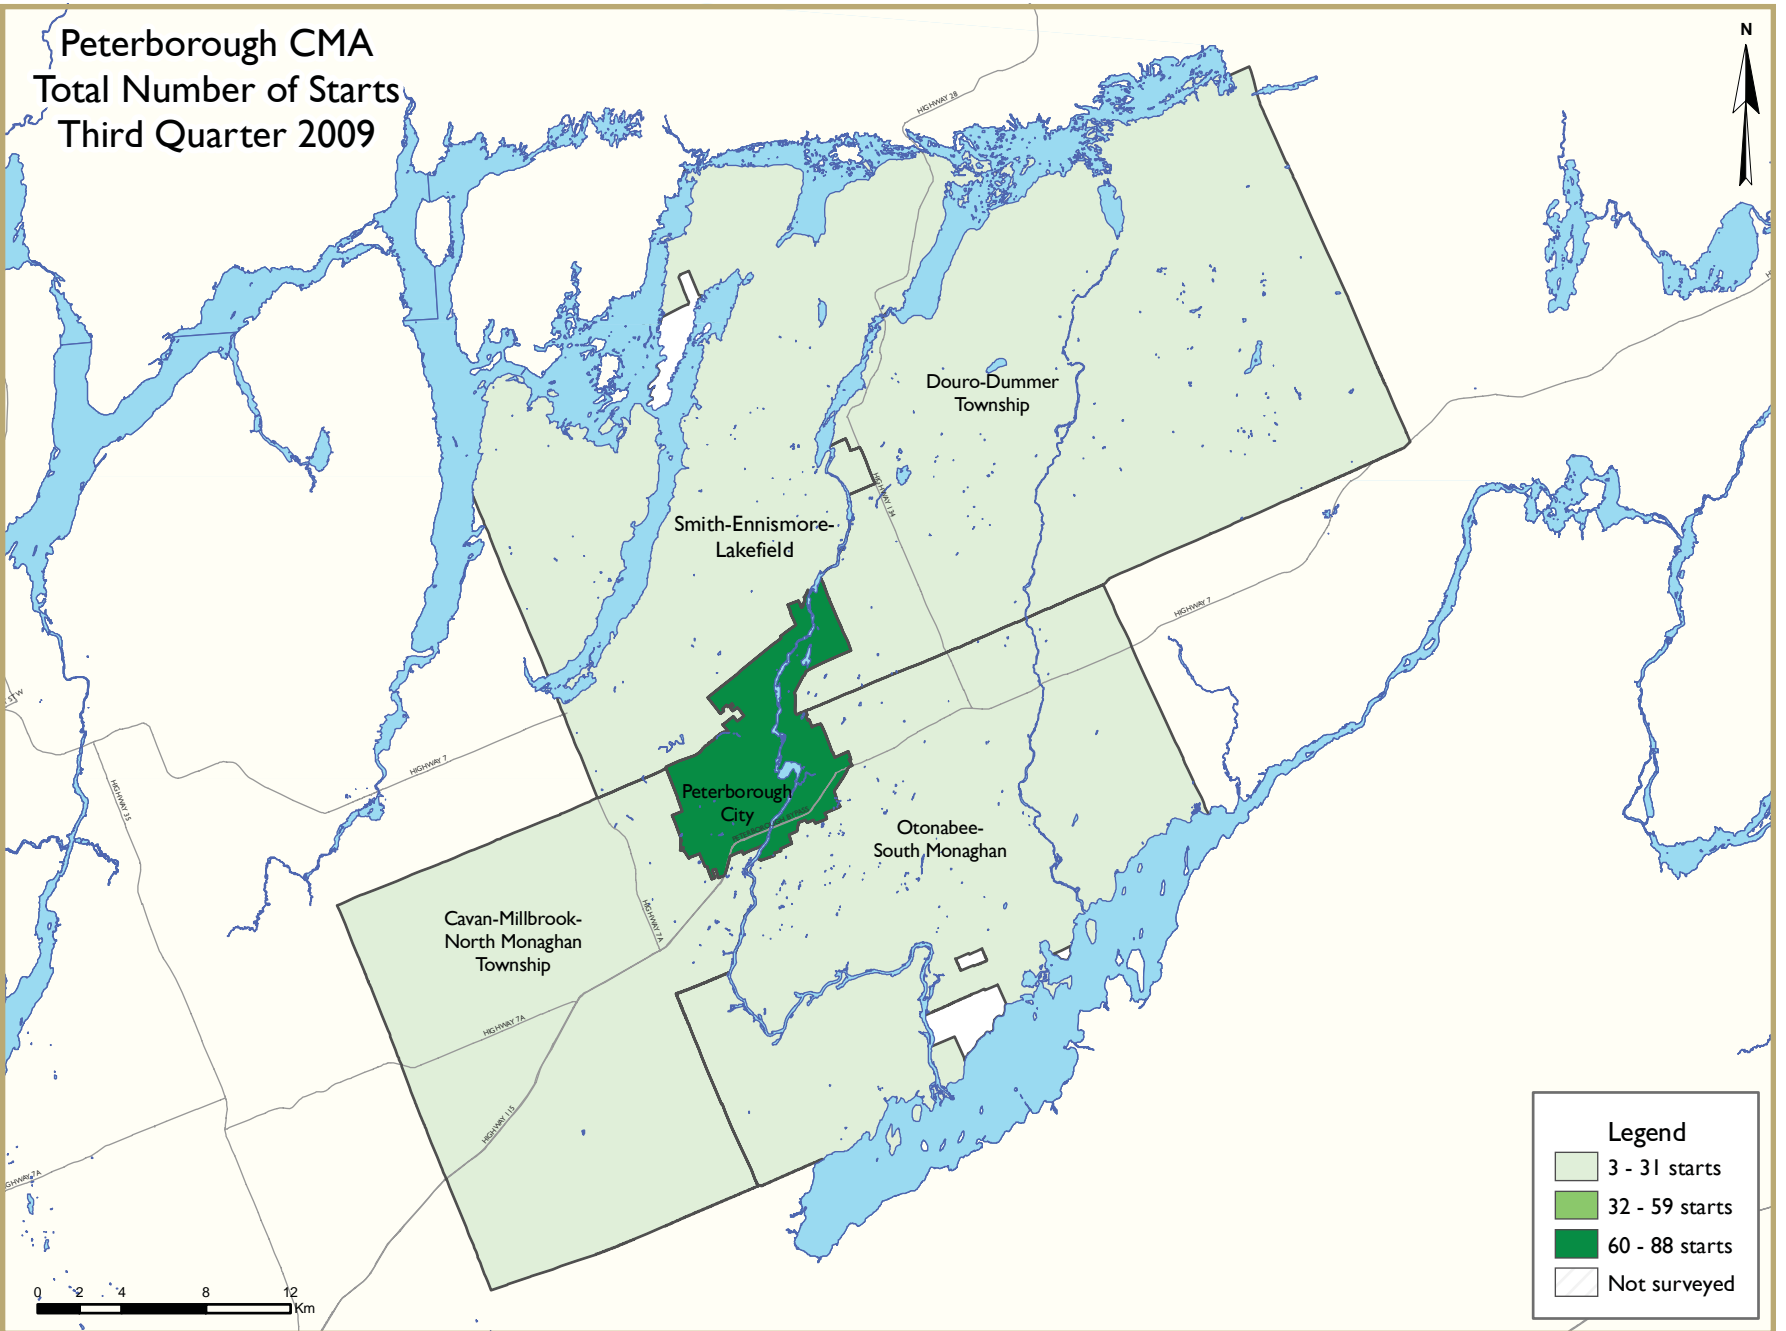 Peterborough CMA
Total Number of Starts
Third Quarter 2009
N
HIGHWAY 28
Douro-Dummer
Township
HIGHWAY 134
Smith-Ennismore-
Lakefield
HIGHWAY 7
ST W
HIGHWAY 7
HIGHWAY 35
Peterborough
City
Otonabee-
South Monaghan
HIGHWAY 7A
Cavan-Millbrook-
North Monaghan
Township
HIGHWAY 7A
HIGHWAY 115
GHWAY 7A
Legend
3 - 31 starts
32 - 59 starts
60 - 88 starts
Not surveyed
0 2 4 8 12
Km